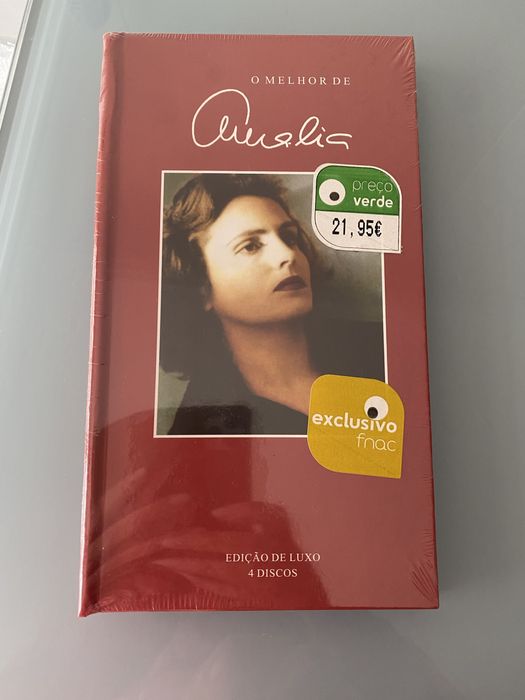 O MELHOR DE
Amália
preço
verde
21,95€
exclusivo
fnac
EDIÇÃO DE LUXO
4 DISCOS